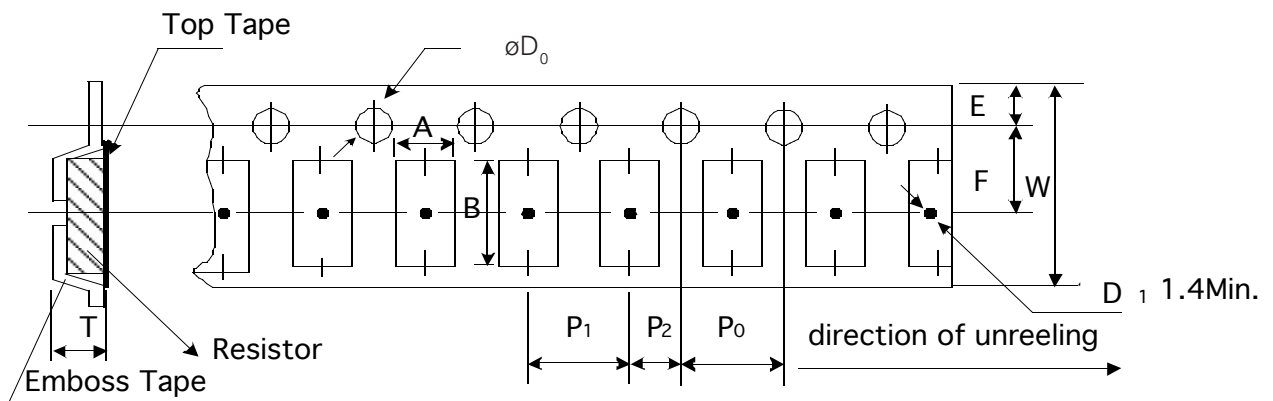 Top Tape
øD0
E
A
F
W
B
D 1 1.4Min.
T
P1
P2
P0
direction of unreeling
Resistor
Emboss Tape